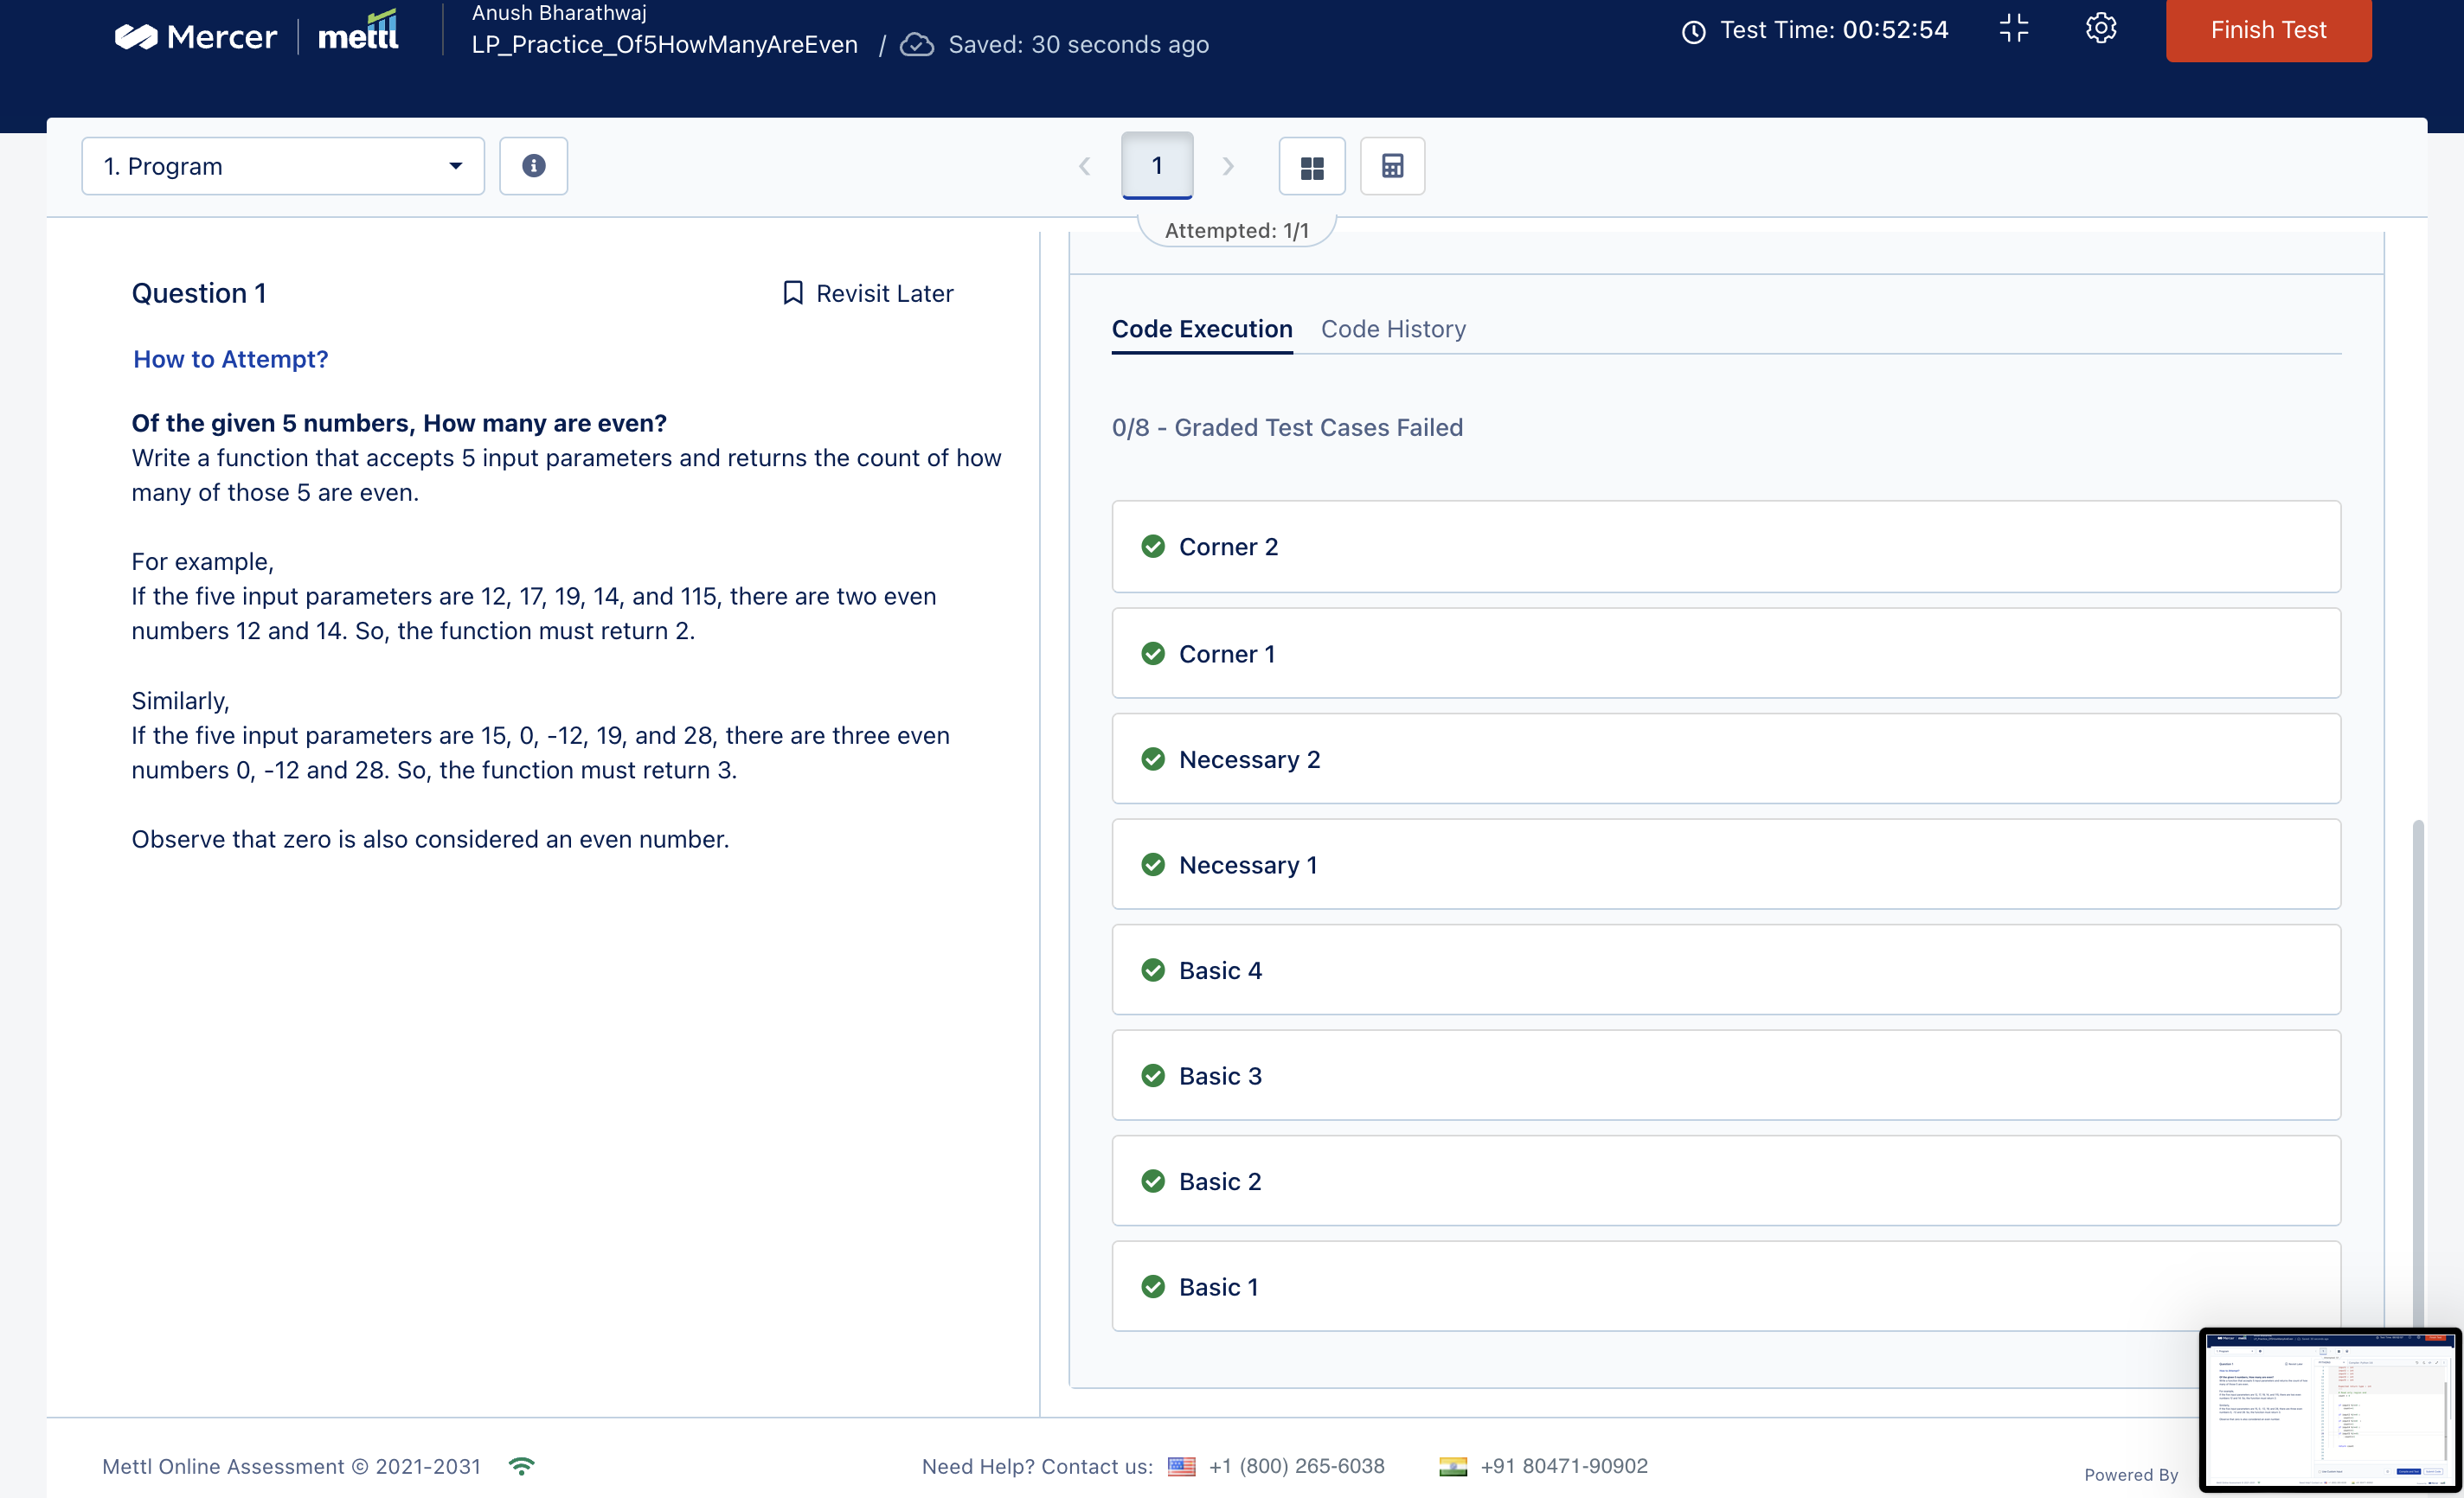 Mercer | mettl
Anush Bharathwaj
LP_Practice_Of5HowManyAreEven / Saved: 30 seconds ago
Test Time: 00:52:54
Finish Test
1. Program
1
Attempted: 1/1
Question 1
Revisit Later
How to Attempt?
Of the given 5 numbers, How many are even?
Write a function that accepts 5 input parameters and returns the count of how
many of those 5 are even.
For example,
If the five input parameters are 12, 17, 19, 14, and 115, there are two even
numbers 12 and 14. So, the function must return 2.
Similarly,
If the five input parameters are 15, 0, -12, 19, and 28, there are three even
numbers 0, -12 and 28. So, the function must return 3.
Observe that zero is also considered an even number.
Code Execution
Code History
0/8 - Graded Test Cases Failed
Corner 2
Corner 1
Necessary 2
Necessary 1
Basic 4
Basic 3
Basic 2
Basic 1
Mettl Online Assessment © 2021-2031
Need Help? Contact us: +1 (800) 265-6038 +91 80471-90902
Powered By